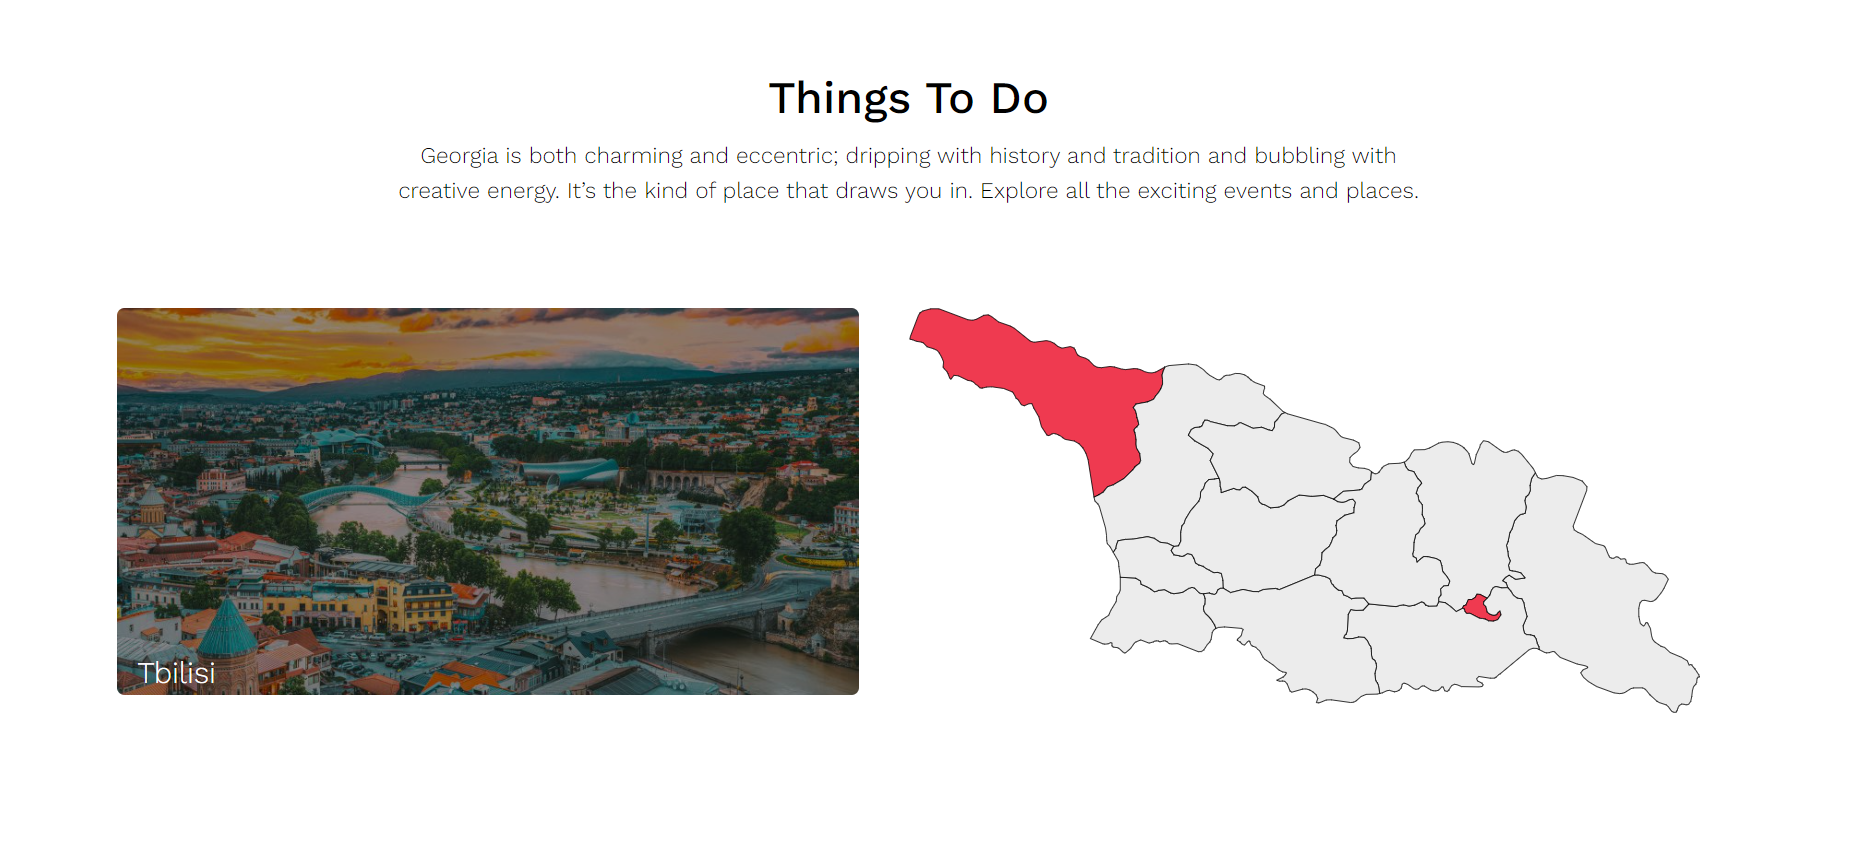 Things To Do
Georgia is both charming and eccentric; dripping with history and tradition and bubbling with
creative energy. It’s the kind of place that draws you in. Explore all the exciting events and places.
Tbilisi